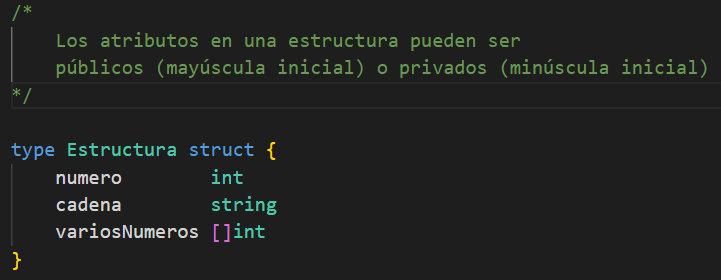 /*
Los atributos en una estructura pueden ser
públicos (mayúscula inicial) o privados (minúscula inicial)
*/
type Estructura struct {
numero int
cadena string
variosNumeros []int
}